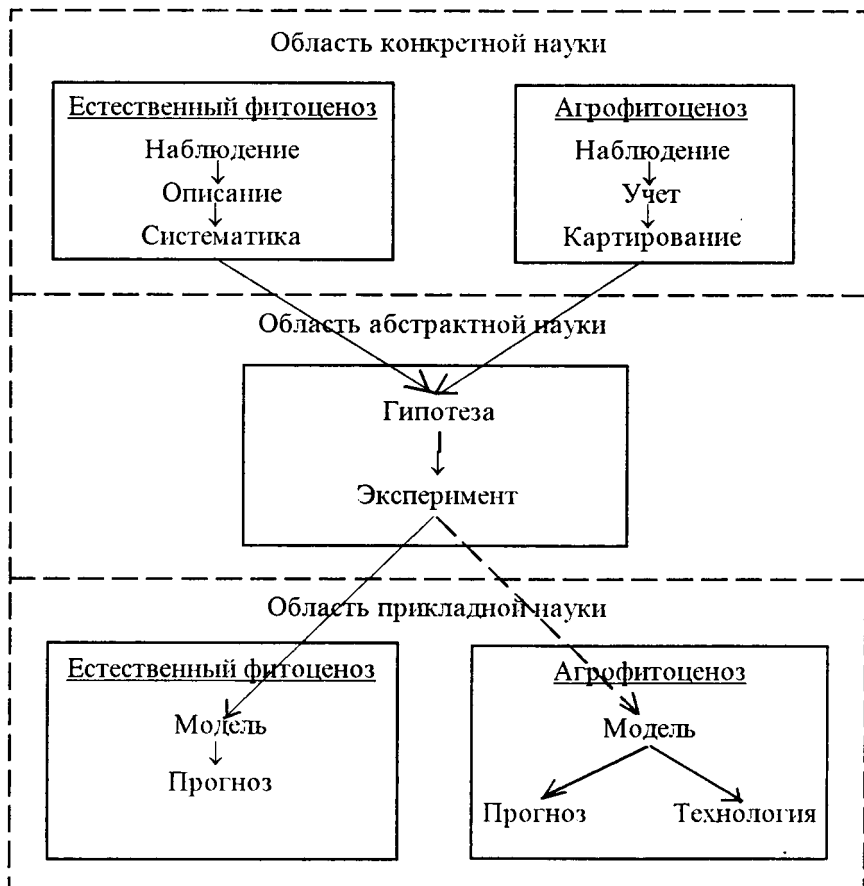 Область конкретной науки
Естественный фитоценоз
Наблюдение
Описание
Систематика
Агрофитоценоз
Наблюдение
Учет
Картирование
Область абстрактной науки
Гипотеза
Эксперимент
Область прикладной науки
Естественный фитоценоз
Модель
Прогноз
Агрофитоценоз
Модель
Прогноз Технология